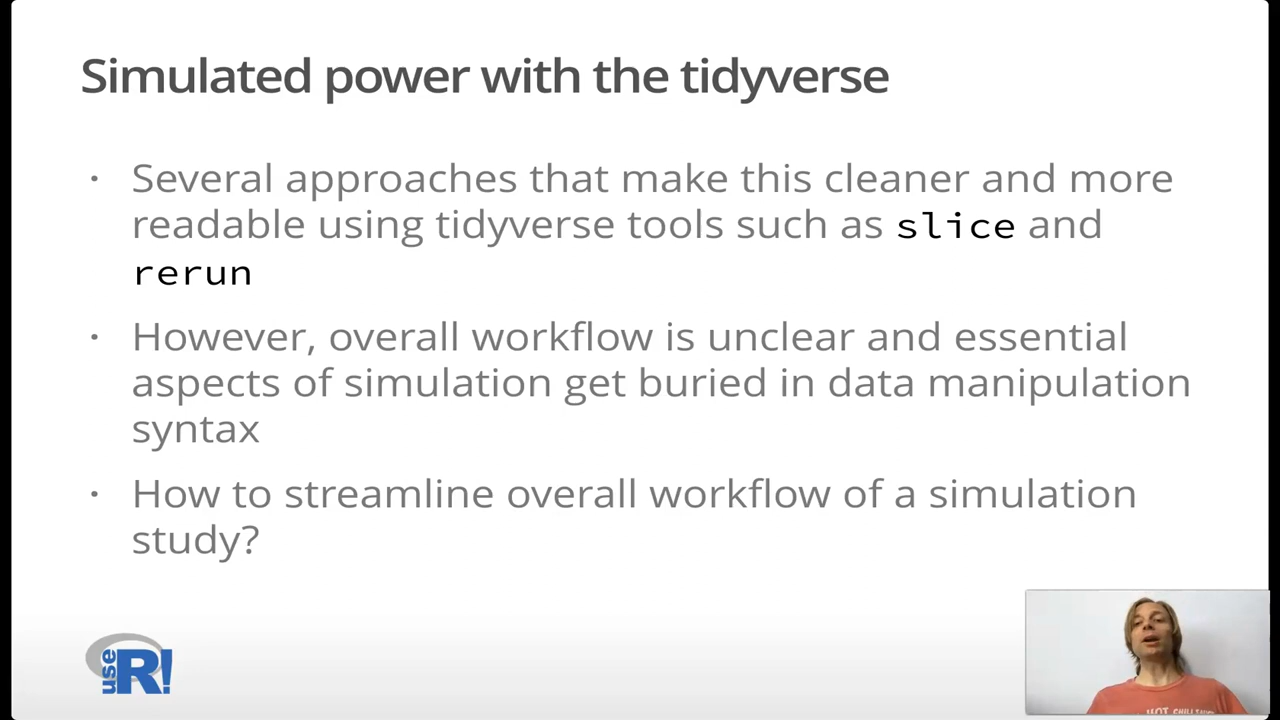 Simulated power with the tidyverse
· Several approaches that make this cleaner and more
readable using tidyverse tools such as slice and
rerun
· However, overall workflow is unclear and essential
aspects of simulation get buried in data manipulation
syntax
· How to streamline overall workflow of a simulation
study?
use R!
HOT